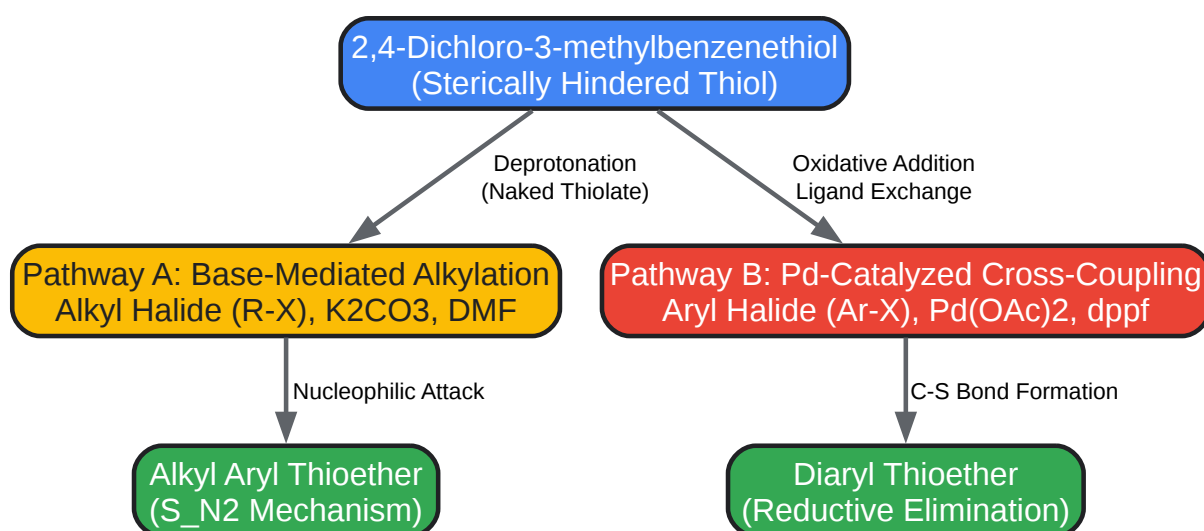 2,4-Dichloro-3-methylbenzenethiol
(Sterically Hindered Thiol)
Deprotonation
(Naked Thiolate)
Oxidative Addition
Ligand Exchange
Pathway A: Base-Mediated Alkylation
Alkyl Halide (R-X), K2CO3, DMF
Pathway B: Pd-Catalyzed Cross-Coupling
Aryl Halide (Ar-X), Pd(OAc)2, dppf
Nucleophilic Attack
C-S Bond Formation
Alkyl Aryl Thioether
(S_N2 Mechanism)
Diaryl Thioether
(Reductive Elimination)